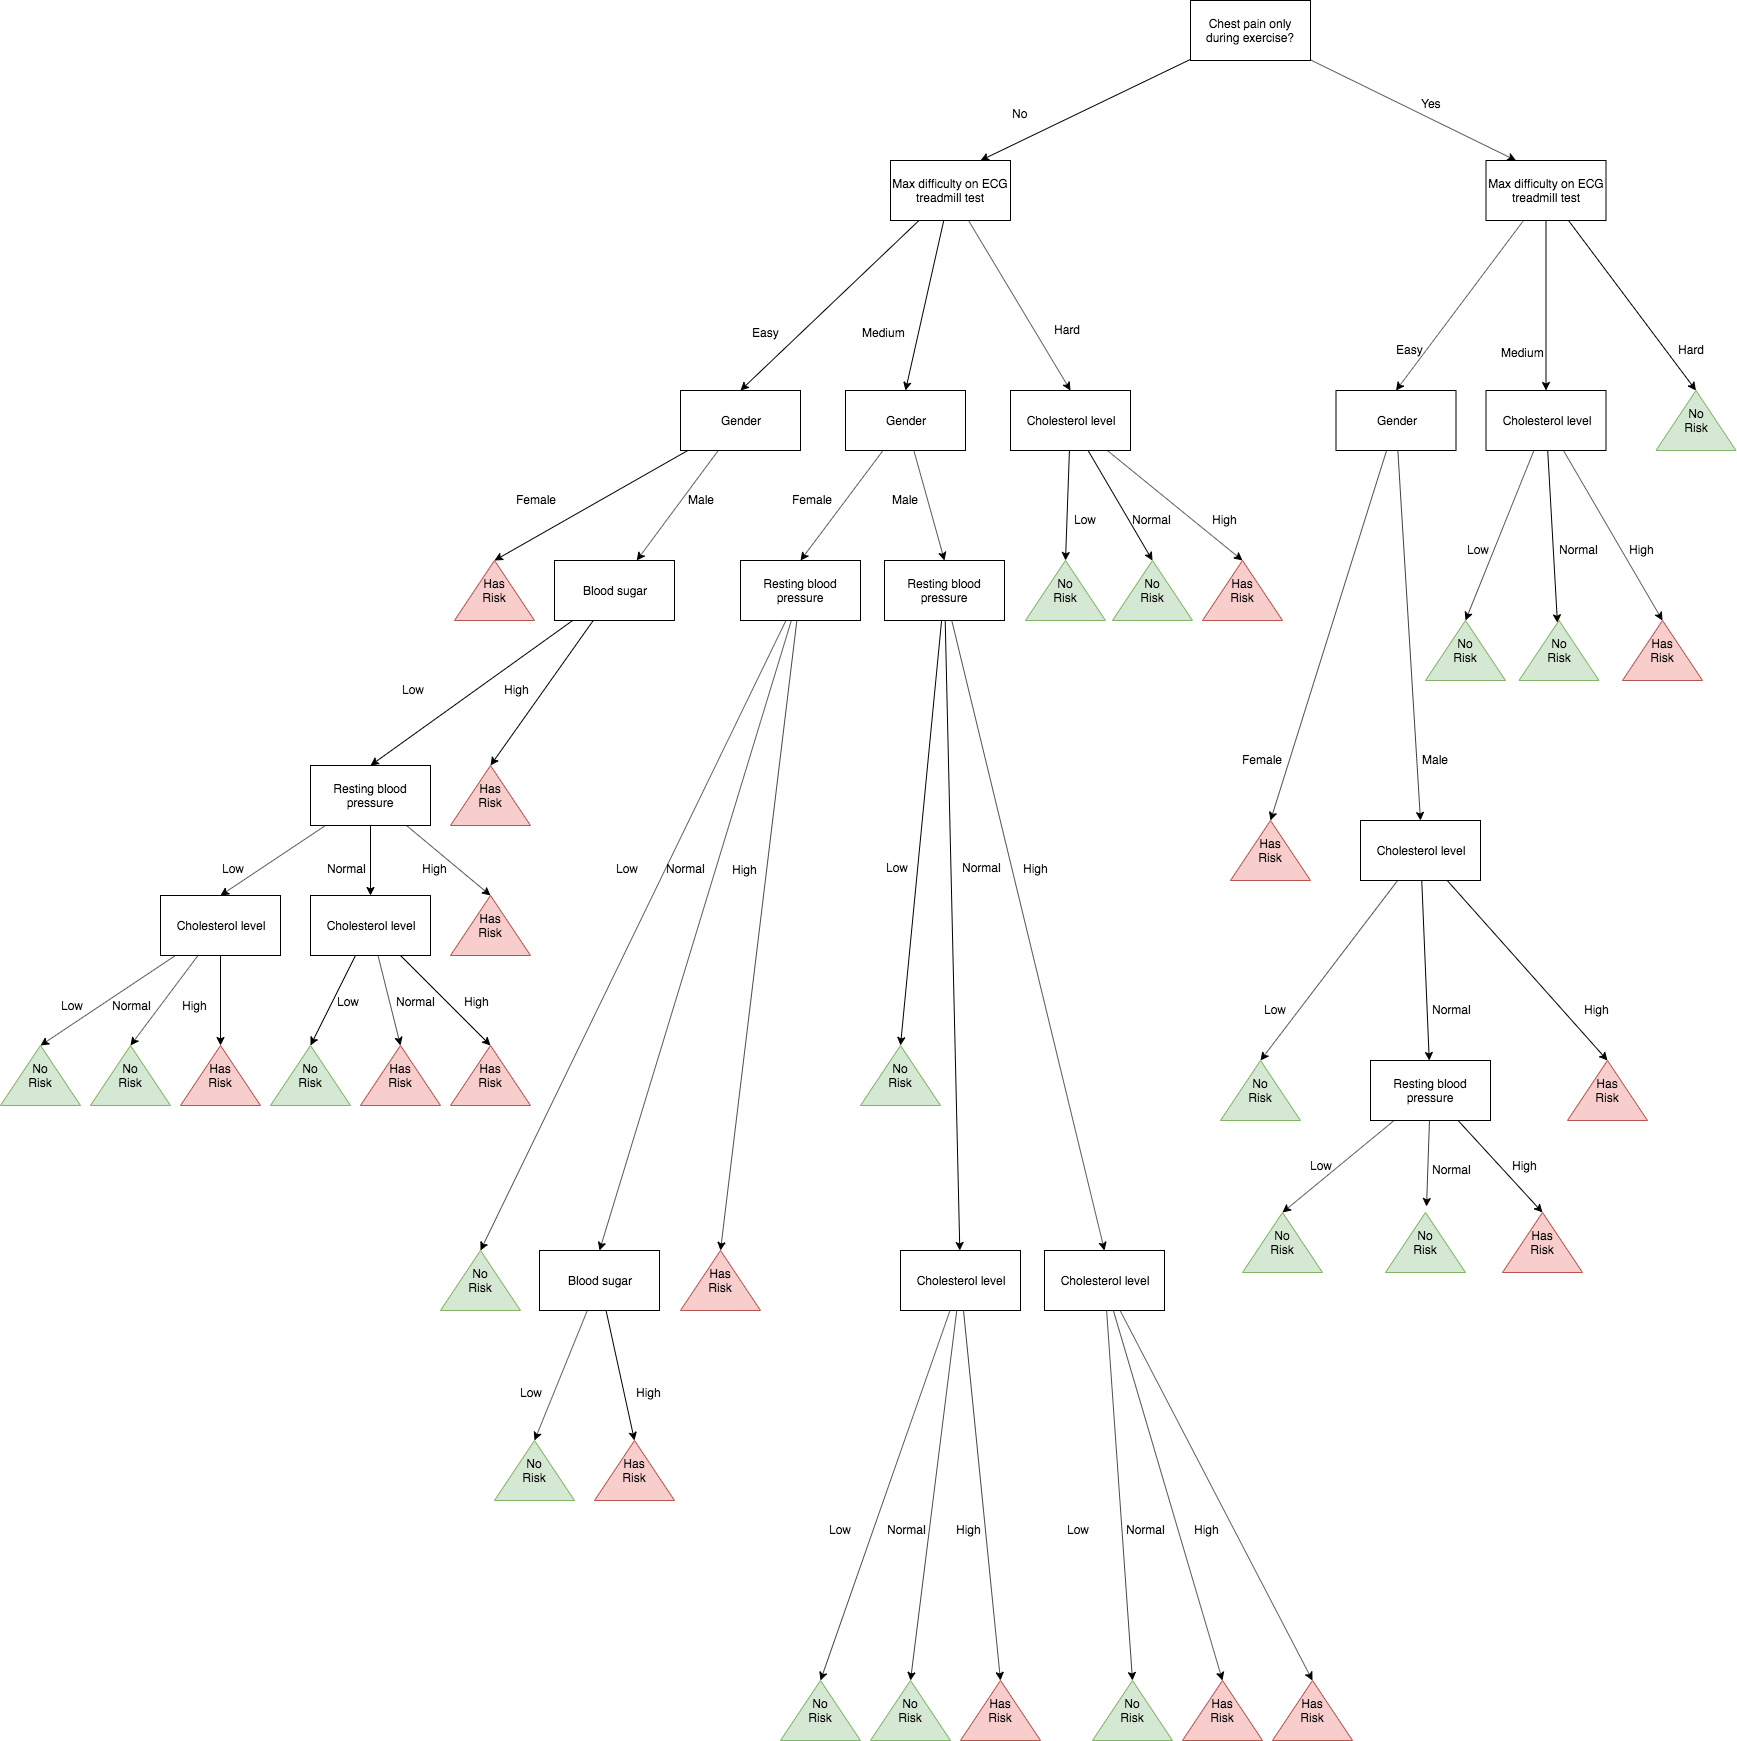 Chest pain only
during exercise?
No
Yes
Max difficulty on ECG
treadmill test
Max difficulty on ECG
treadmill test
Easy
Medium
Hard
Easy
Medium
Hard
Gender
Gender
Cholesterol level
Gender
Cholesterol level
No
Risk
Female
Male
Female
Male
Low
Normal
High
Low
Normal
High
Has
Risk
Blood sugar
Resting blood
pressure
Resting blood
pressure
No
Risk
No
Risk
Has
Risk
No
Risk
No
Risk
Has
Risk
Low
High
Female
Male
Resting blood
pressure
Has
Risk
Has
Risk
Cholesterol level
Low
Normal
High
Low
Normal
High
Low
Normal
High
Cholesterol level
Cholesterol level
Has
Risk
Low
Normal
High
Low
Normal
High
Low
Normal
High
No
Risk
No
Risk
Has
Risk
No
Risk
Has
Risk
Has
Risk
No
Risk
No
Risk
Resting blood
pressure
Has
Risk
Low
Normal
High
No
Risk
No
Risk
Has
Risk
No
Risk
Blood sugar
Has
Risk
Cholesterol level
Cholesterol level
Low
High
No
Risk
Has
Risk
Low
Normal
High
Low
Normal
High
No
Risk
No
Risk
Has
Risk
No
Risk
Has
Risk
Has
Risk